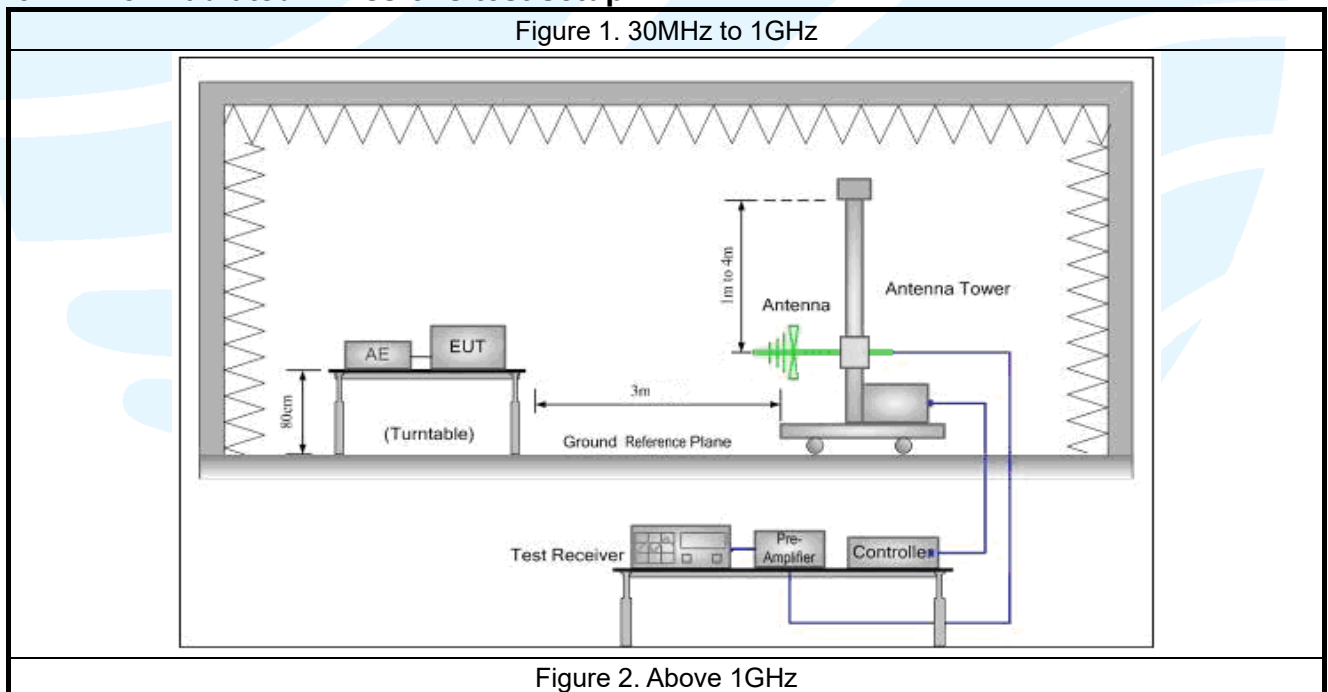 Figure 1. 30MHz to 1GHz
1m to 4m
Antenna
Antenna Tower
AE
EUT
80cm
3m
(Turntable)
Ground Reference Plane
Test Receiver
Pre-
Amplifier
Controller
Figure 2. Above 1GHz